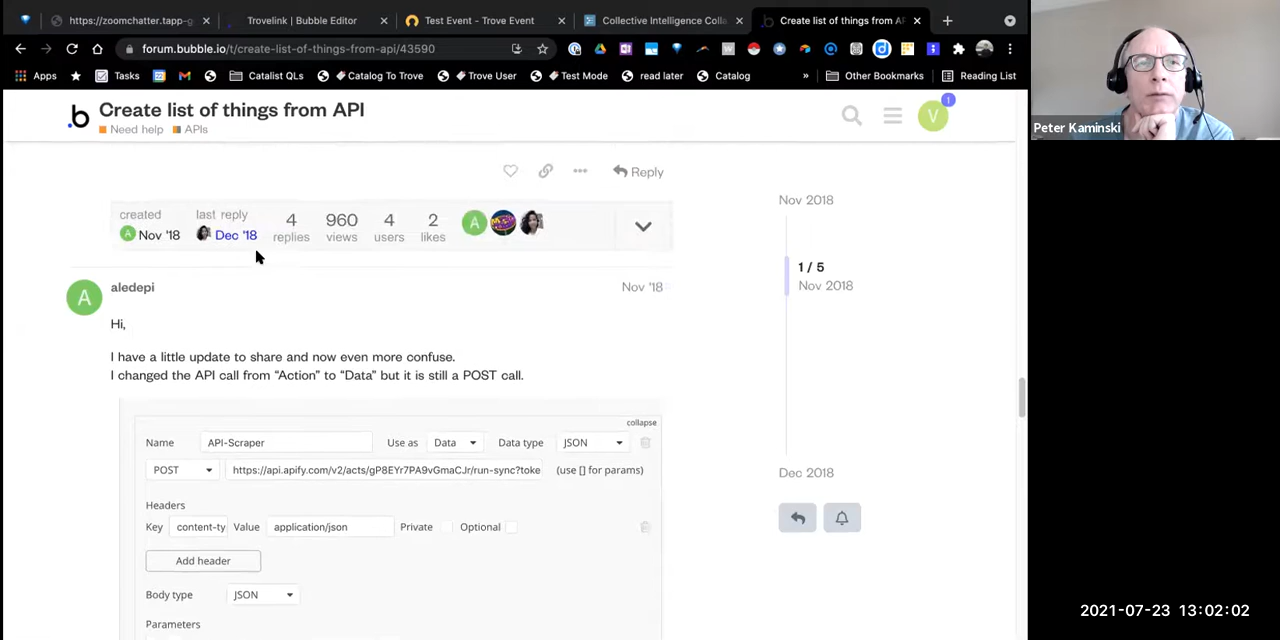 https://zoomchatter.tapp-g
Trovelink | Bubble Editor
Test Event - Trove Event
Collective Intelligence Colla
Create list of things from AP
forum.bubble.io/t/create-list-of-things-from-api/43590
Apps
Tasks
Catalist QLs
Catalog To Trove
Trove User
Test Mode
read later
Catalog
»
Other Bookmarks
Reading List
Create list of things from API
Need help
APIs
V
1
Reply
created
Nov '18
last reply
Dec '18
4
replies
960
views
4
users
2
likes
A
Nov 2018
1 / 5
Nov 2018
Dec 2018
A
aledepi
Nov '18
Hi,
I have a little update to share and now even more confuse.
I changed the API call from “Action” to “Data” but it is still a POST call.
collapse
Name
API-Scraper
Use as
Data
Data type
JSON
POST
https://api.apify.com/v2/acts/gP8EYr7PA9vGmaCJr/run-sync?toke
(use [] for params)
Headers
Key
content-ty
Value
application/json
Private
Optional
Add header
Body type
JSON
Parameters
Peter Kaminski
2021-07-23 13:02:02